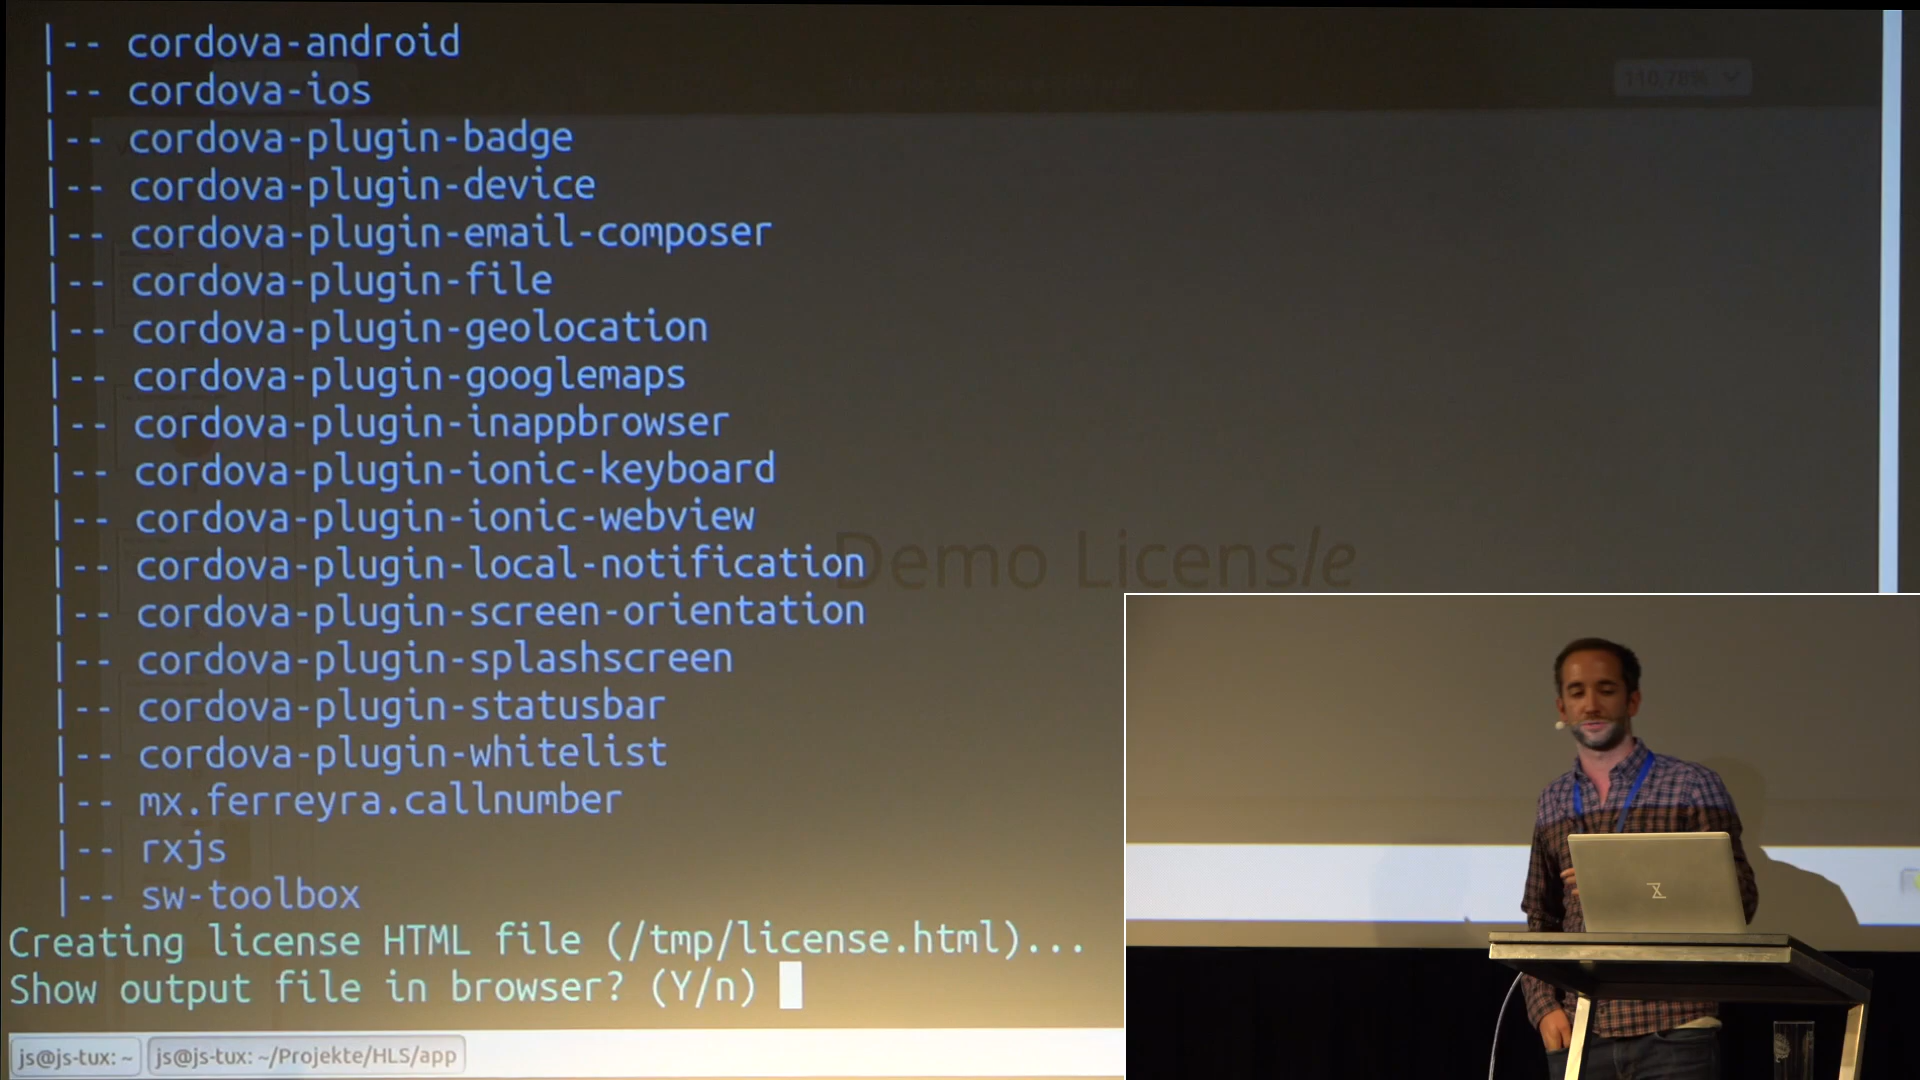 |-- cordova-android
|-- cordova-ios
|-- cordova-plugin-badge
|-- cordova-plugin-device
|-- cordova-plugin-email-composer
|-- cordova-plugin-file
|-- cordova-plugin-geolocation
|-- cordova-plugin-googlemaps
|-- cordova-plugin-inappbrowser
|-- cordova-plugin-ionic-keyboard
|-- cordova-plugin-ionic-webview
|-- cordova-plugin-local-notification
|-- cordova-plugin-screen-orientation
|-- cordova-plugin-splashscreen
|-- cordova-plugin-statusbar
|-- cordova-plugin-whitelist
|-- mx.ferreyra.callnumber
|-- rxjs
|-- sw-toolbox
Creating license HTML file (/tmp/license.html)...
Show output file in browser? (Y/n)
js@js-tux: ~
js@js-tux: ~/Projekte/HLS/app
110,78%
Demo Licensle